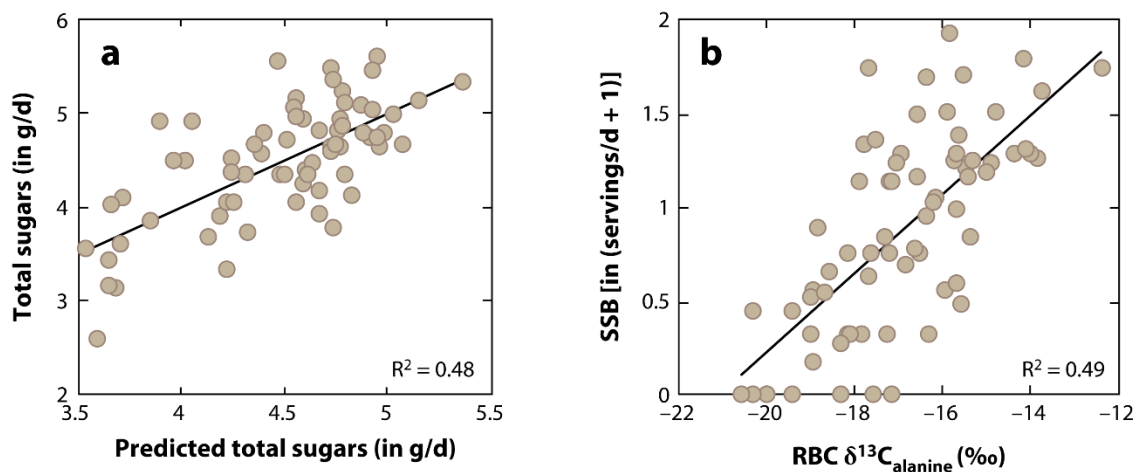 a
Total sugars (in g/d)
6
5
4
3
2
3.5
4
4.5
5
5.5
R² = 0.48
Predicted total sugars (in g/d)
b
SSB [in (servings/d + 1)]
2
1.5
1
0.5
0
−22
−20
−18
−16
−14
−12
R² = 0.49
RBC δ¹³Calanine (‰)